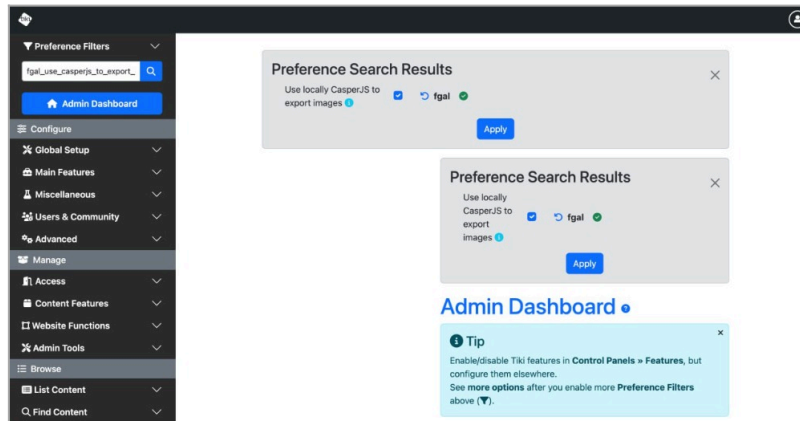 tiki
Preference Filters
fgal_use_casperjs_to_export_
Admin Dashboard
Configure
Global Setup
Main Features
Miscellaneous
Users & Community
Advanced
Manage
Access
Content Features
Website Functions
Admin Tools
Browse
List Content
Find Content
Preference Search Results
Use locally CasperJS to
export images
fgal
Apply
Preference Search Results
Use locally
CasperJS to
export
images
fgal
Apply
Admin Dashboard
Tip
Enable/disable Tiki features in Control Panels » Features, but
configure them elsewhere.
See more options after you enable more Preference Filters
above ( ).